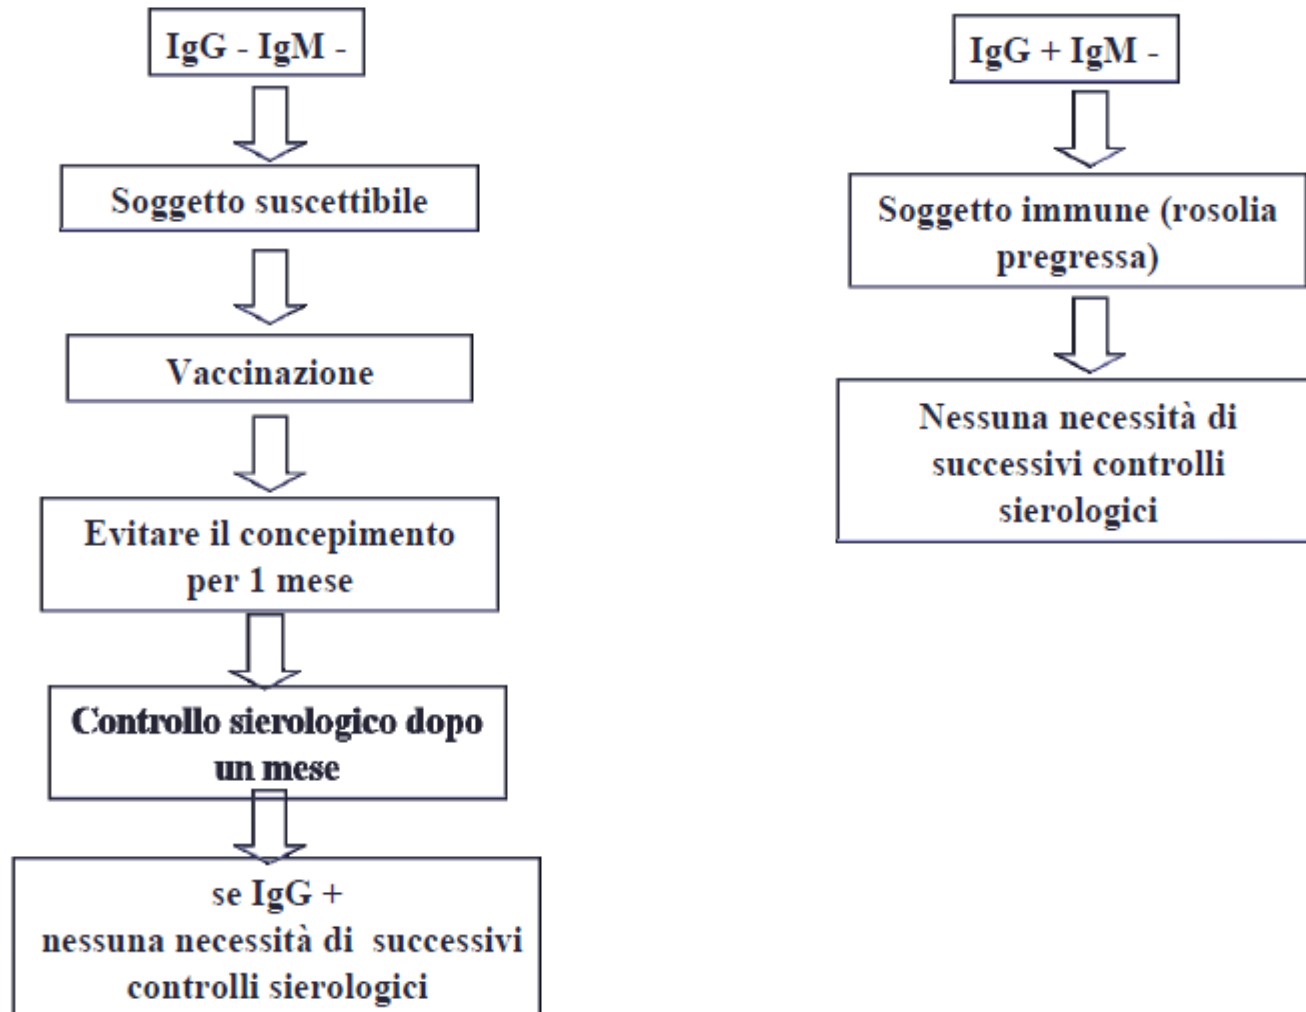 IgG - IgM -
Soggetto suscettibile
Vaccinazione
Evitare il concepimento
per 1 mese
Controllo sierologico dopo
un mese
se IgG +
nessuna necessità di successivi
controlli sierologici
IgG + IgM -
Soggetto immune (rosolia
pregressa)
Nessuna necessità di
successivi controlli
sierologici